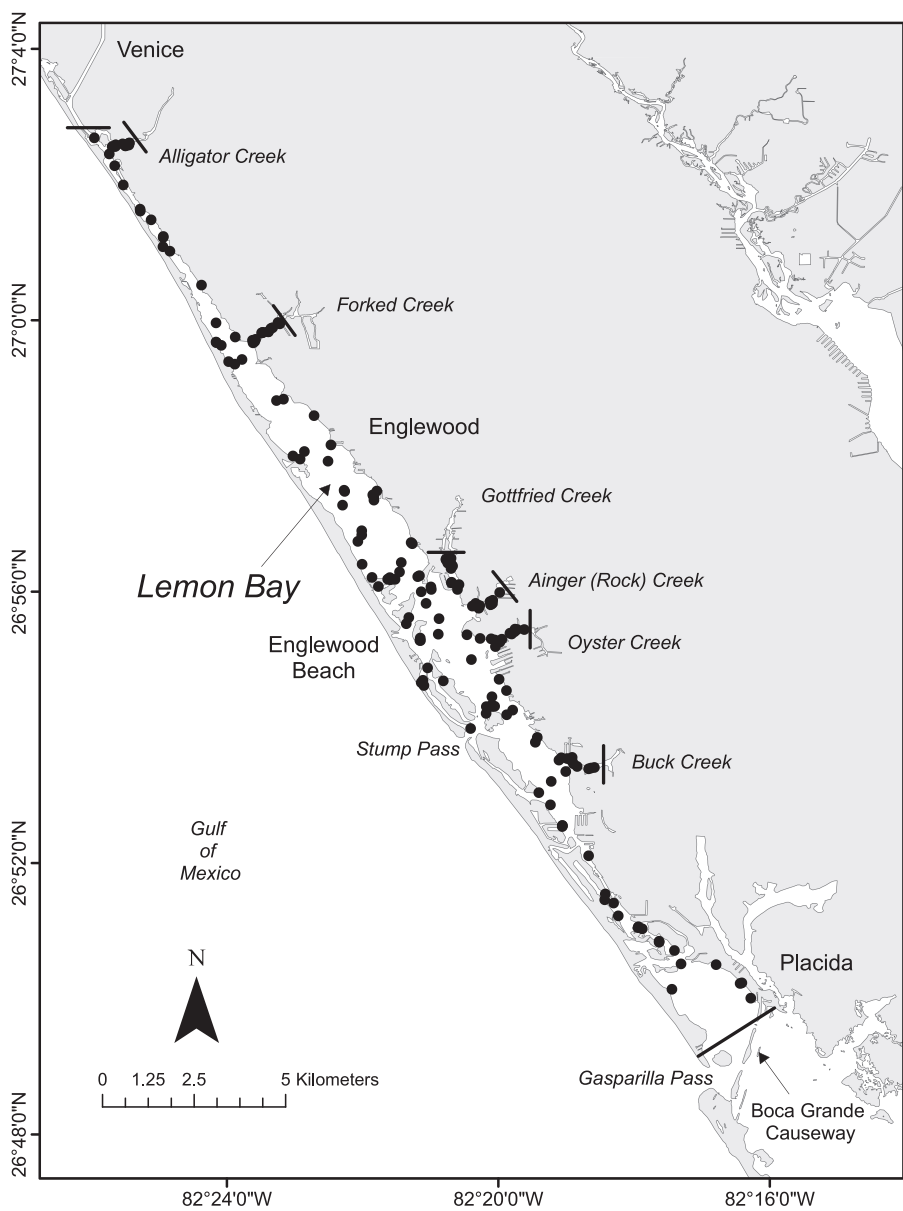 27°4'0"N
Venice
Alligator Creek
27°0'0"N
Forked Creek
Englewood
Gottfried Creek
Lemon Bay
26°56'0"N
Ainger (Rock) Creek
Oyster Creek
Englewood
Beach
Stump Pass
Buck Creek
Gulf
of
Mexico
26°52'0"N
Placida
N
0 1.25 2.5 5 Kilometers
Gasparilla Pass
Boca Grande
Causeway
26°48'0"N
82°24'0"W 82°20'0"W 82°16'0"W